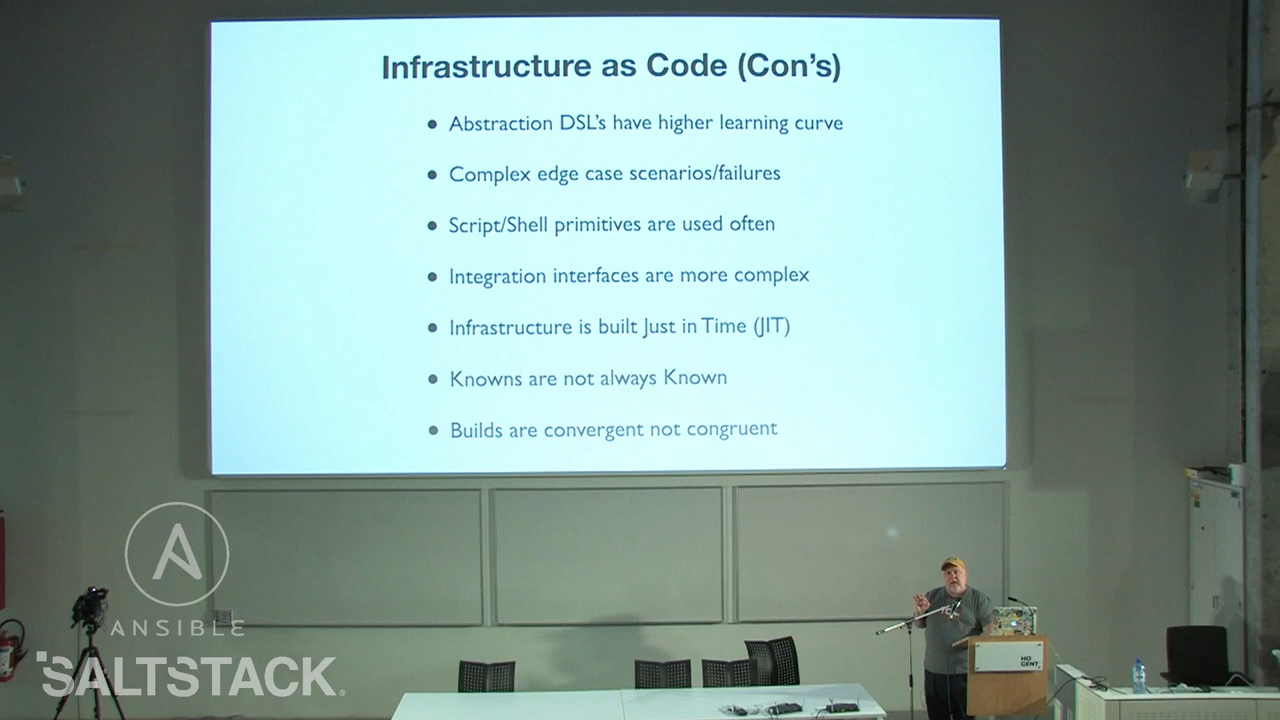 Infrastructure as Code (Con's)
• Abstraction DSL's have higher learning curve
• Complex edge case scenarios/failures
• Script/Shell primitives are used often
• Integration interfaces are more complex
• Infrastructure is built Just in Time (JIT)
• Knowns are not always Known
• Builds are convergent not congruent
ANSIBLE
SALTSTACK
HO
GENT